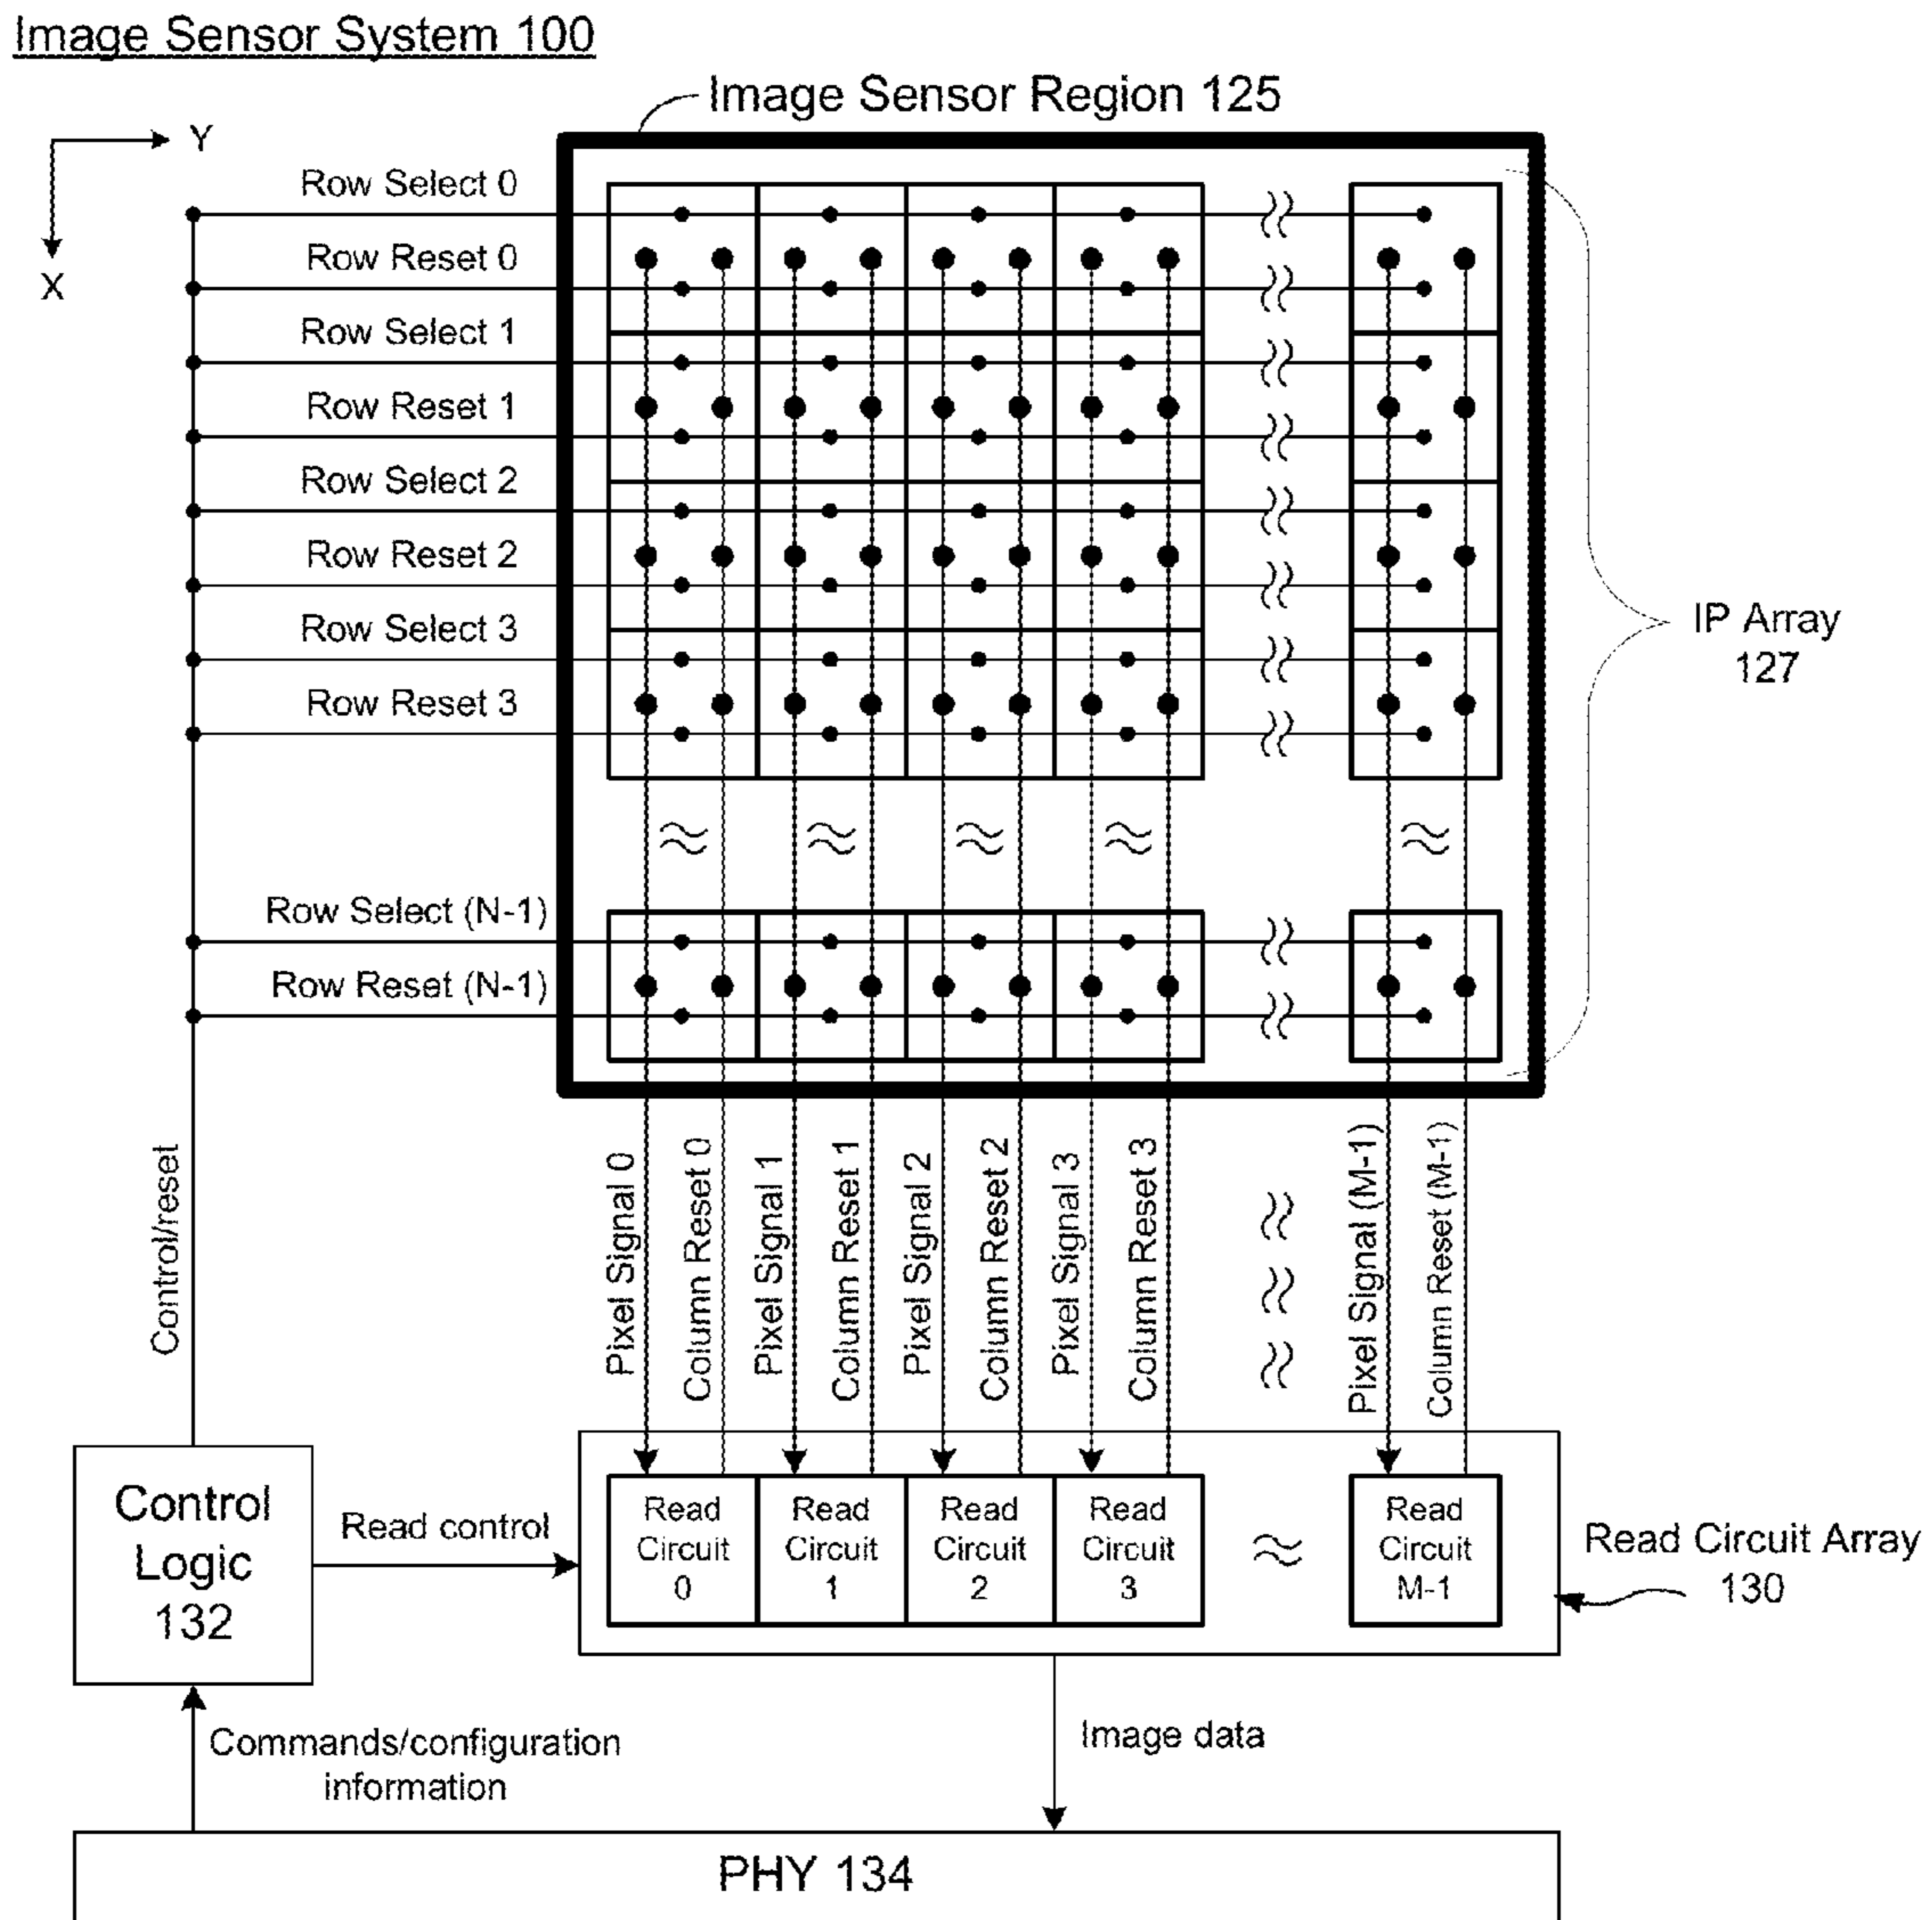 Image Sensor System 100
Image Sensor Region 125
Y
X
Row Select 0
Row Reset 0
Row Select 1
Row Reset 1
Row Select 2
Row Reset 2
Row Select 3
Row Reset 3
IP Array
127
Row Select (N-1)
Row Reset (N-1)
Control/reset
Pixel Signal 0
Column Reset 0
Pixel Signal 1
Column Reset 1
Pixel Signal 2
Column Reset 2
Pixel Signal 3
Column Reset 3
Pixel Signal (M-1)
Column Reset (M-1)
Control
Logic
132
Read control
Read
Circuit
0
Read
Circuit
1
Read
Circuit
2
Read
Circuit
3
Read
Circuit
M-1
Read Circuit Array
130
Commands/configuration
information
Image data
PHY 134